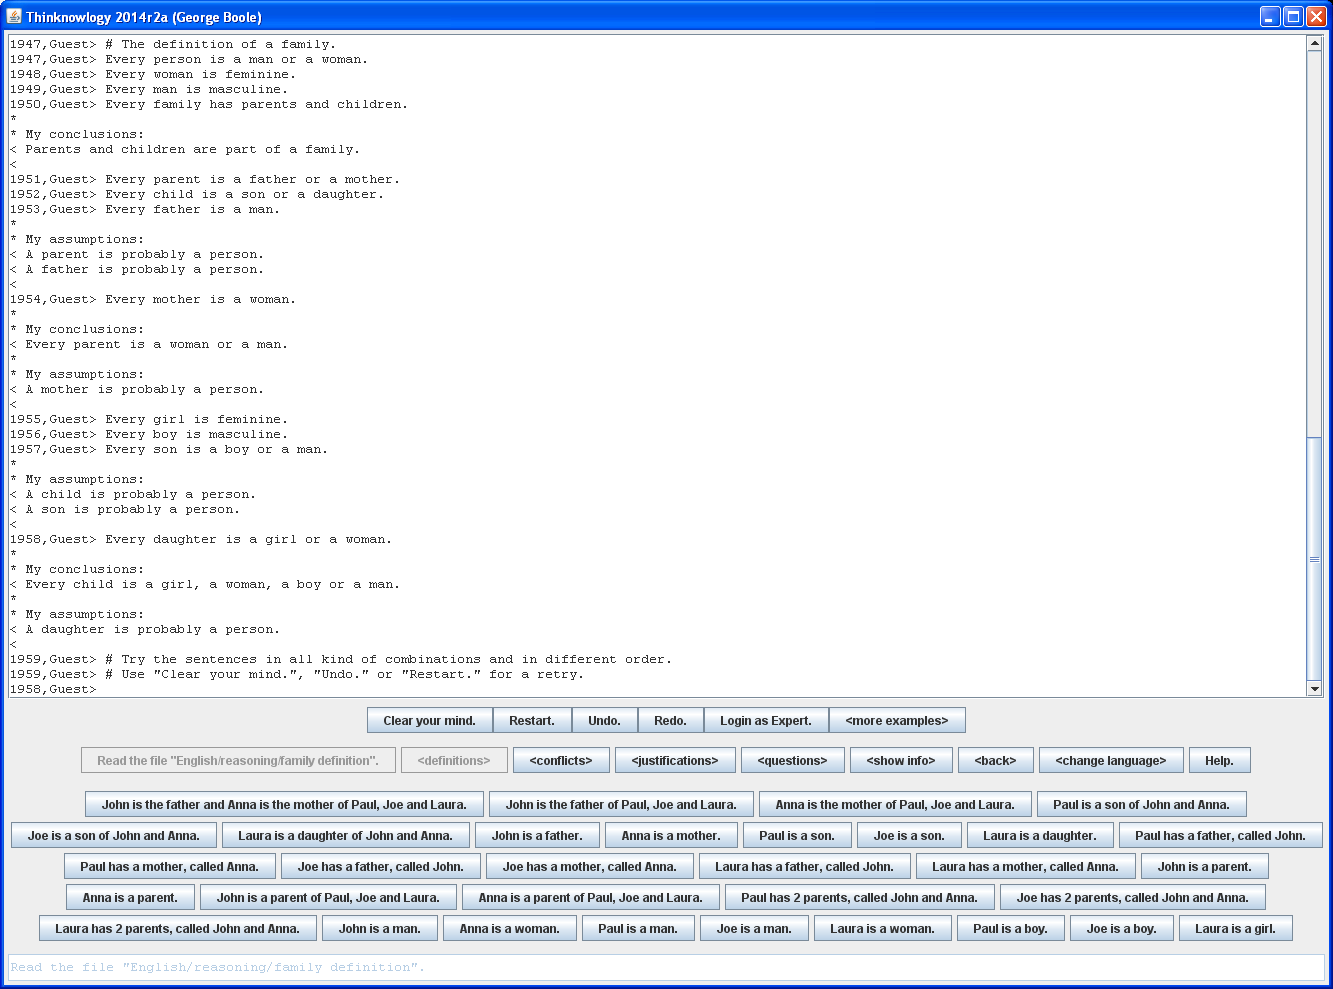 Thinknowlogy 2014r2a (George Boole)
1947,Guest> # The definition of a family.
1947,Guest> Every person is a man or a woman.
1948,Guest> Every woman is feminine.
1949,Guest> Every man is masculine.
1950,Guest> Every family has parents and children.
*
* My conclusions:
< Parents and children are part of a family.
<
1951,Guest> Every parent is a father or a mother.
1952,Guest> Every child is a son or a daughter.
1953,Guest> Every father is a man.
*
* My assumptions:
< A parent is probably a person.
< A father is probably a person.
<
1954,Guest> Every mother is a woman.
*
* My conclusions:
< Every parent is a woman or a man.
*
* My assumptions:
< A mother is probably a person.
<
1955,Guest> Every girl is feminine.
1956,Guest> Every boy is masculine.
1957,Guest> Every son is a boy or a man.
*
* My assumptions:
< A child is probably a person.
< A son is probably a person.
<
1958,Guest> Every daughter is a girl or a woman.
*
* My conclusions:
< Every child is a girl, a woman, a boy or a man.
*
* My assumptions:
< A daughter is probably a person.
<
1959,Guest> # Try the sentences in all kind of combinations and in different order.
1959,Guest> # Use "Clear your mind.", "Undo." or "Restart." for a retry.
1958,Guest>
Clear your mind. Restart. Undo. Redo. Login as Expert. <more examples>
Read the file "English/reasoning/family definition". <definitions> <conflicts> <justifications> <questions> <show info> <back> <change language> Help.
John is the father and Anna is the mother of Paul, Joe and Laura. John is the father of Paul, Joe and Laura. Anna is the mother of Paul, Joe and Laura. Paul is a son of John and Anna.
Joe is a son of John and Anna. Laura is a daughter of John and Anna. John is a father. Anna is a mother. Paul is a son. Joe is a son. Laura is a daughter. Paul has a father, called John.
Paul has a mother, called Anna. Joe has a father, called John. Joe has a mother, called Anna. Laura has a father, called John. Laura has a mother, called Anna. John is a parent.
Anna is a parent. John is a parent of Paul, Joe and Laura. Anna is a parent of Paul, Joe and Laura. Paul has 2 parents, called John and Anna. Joe has 2 parents, called John and Anna.
Laura has 2 parents, called John and Anna. John is a man. Anna is a woman. Paul is a man. Joe is a man. Laura is a woman. Paul is a boy. Joe is a boy. Laura is a girl.
Read the file "English/reasoning/family definition".